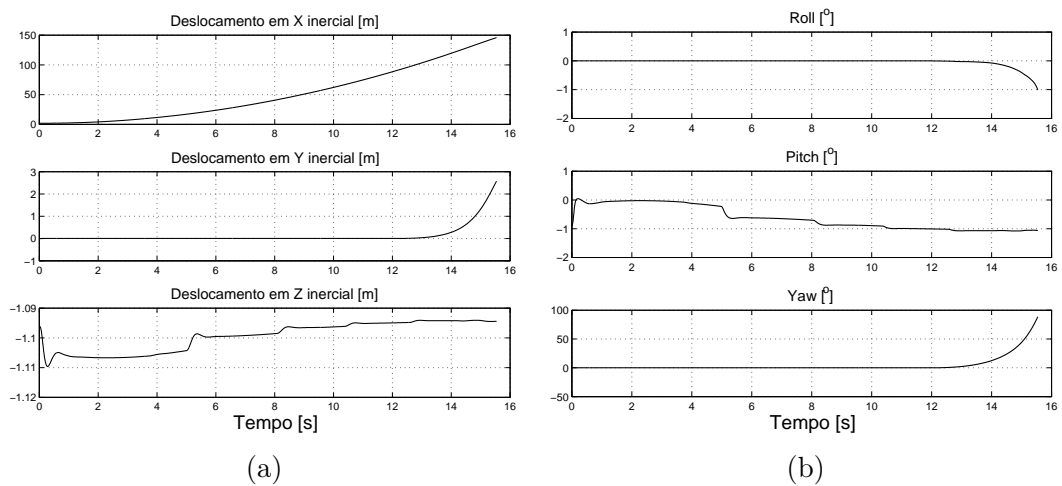 Deslocamento em X inercial [m]
150
100
50
0
0 2 4 6 8 10 12 14 16
Deslocamento em Y inercial [m]
3
2
1
0
−1
0 2 4 6 8 10 12 14 16
Deslocamento em Z inercial [m]
−1.09
−1.1
−1.11
−1.12
0 2 4 6 8 10 12 14 16
Tempo [s]
(a)
Roll [º]
1
0
−1
−2
0 2 4 6 8 10 12 14 16
Pitch [º]
1
0
−1
−2
0 2 4 6 8 10 12 14 16
Yaw [º]
100
50
0
−50
0 2 4 6 8 10 12 14 16
Tempo [s]
(b)